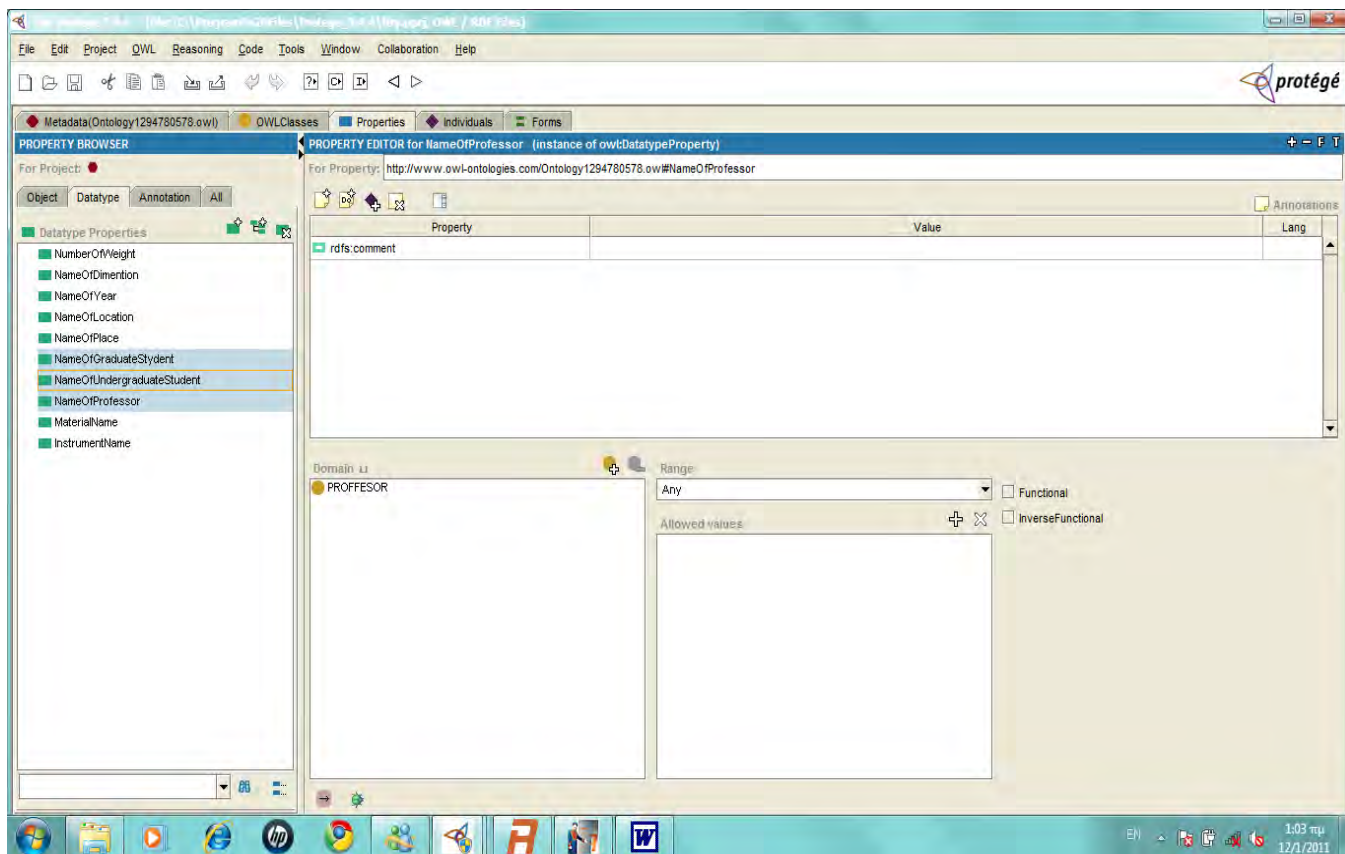 File Edit Project OWL Reasoning Code Tools Window Collaboration Help
protégé
Metadata(Ontology1294780578.owl) OWLClasses Properties Individuals Forms
PROPERTY BROWSER
PROPERTY EDITOR for NameOfProfessor (instance of owl:DatatypeProperty)
For Project:
For Property: http://www.owl-ontologies.com/Ontology1294780578.owl#NameOfProfessor
Object Datatype Annotation All
Annotations
Datatype Properties
Property Value Lang
rdfs:comment
NumberOfWeight
NameOfDimention
NameOfYear
NameOfLocation
NameOfPlace
NameOfGraduateStydent
NameOfUndergraduateStudent
NameOfProfessor
MaterialName
InstrumentName
Domain
PROFFESOR
Range
Any
Functional
Allowed values
InverseFunctional
hp
W
EN
1:03 πμ
12/1/2011